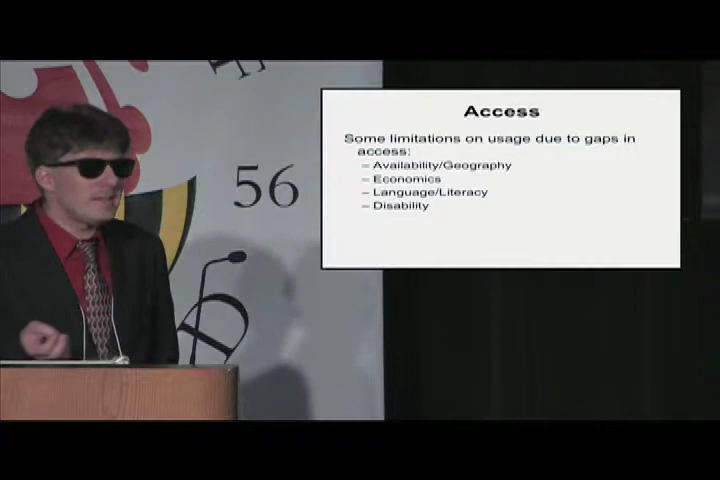 56
D
Access
Some limitations on usage due to gaps in
access:
– Availability/Geography
– Economics
– Language/Literacy
– Disability